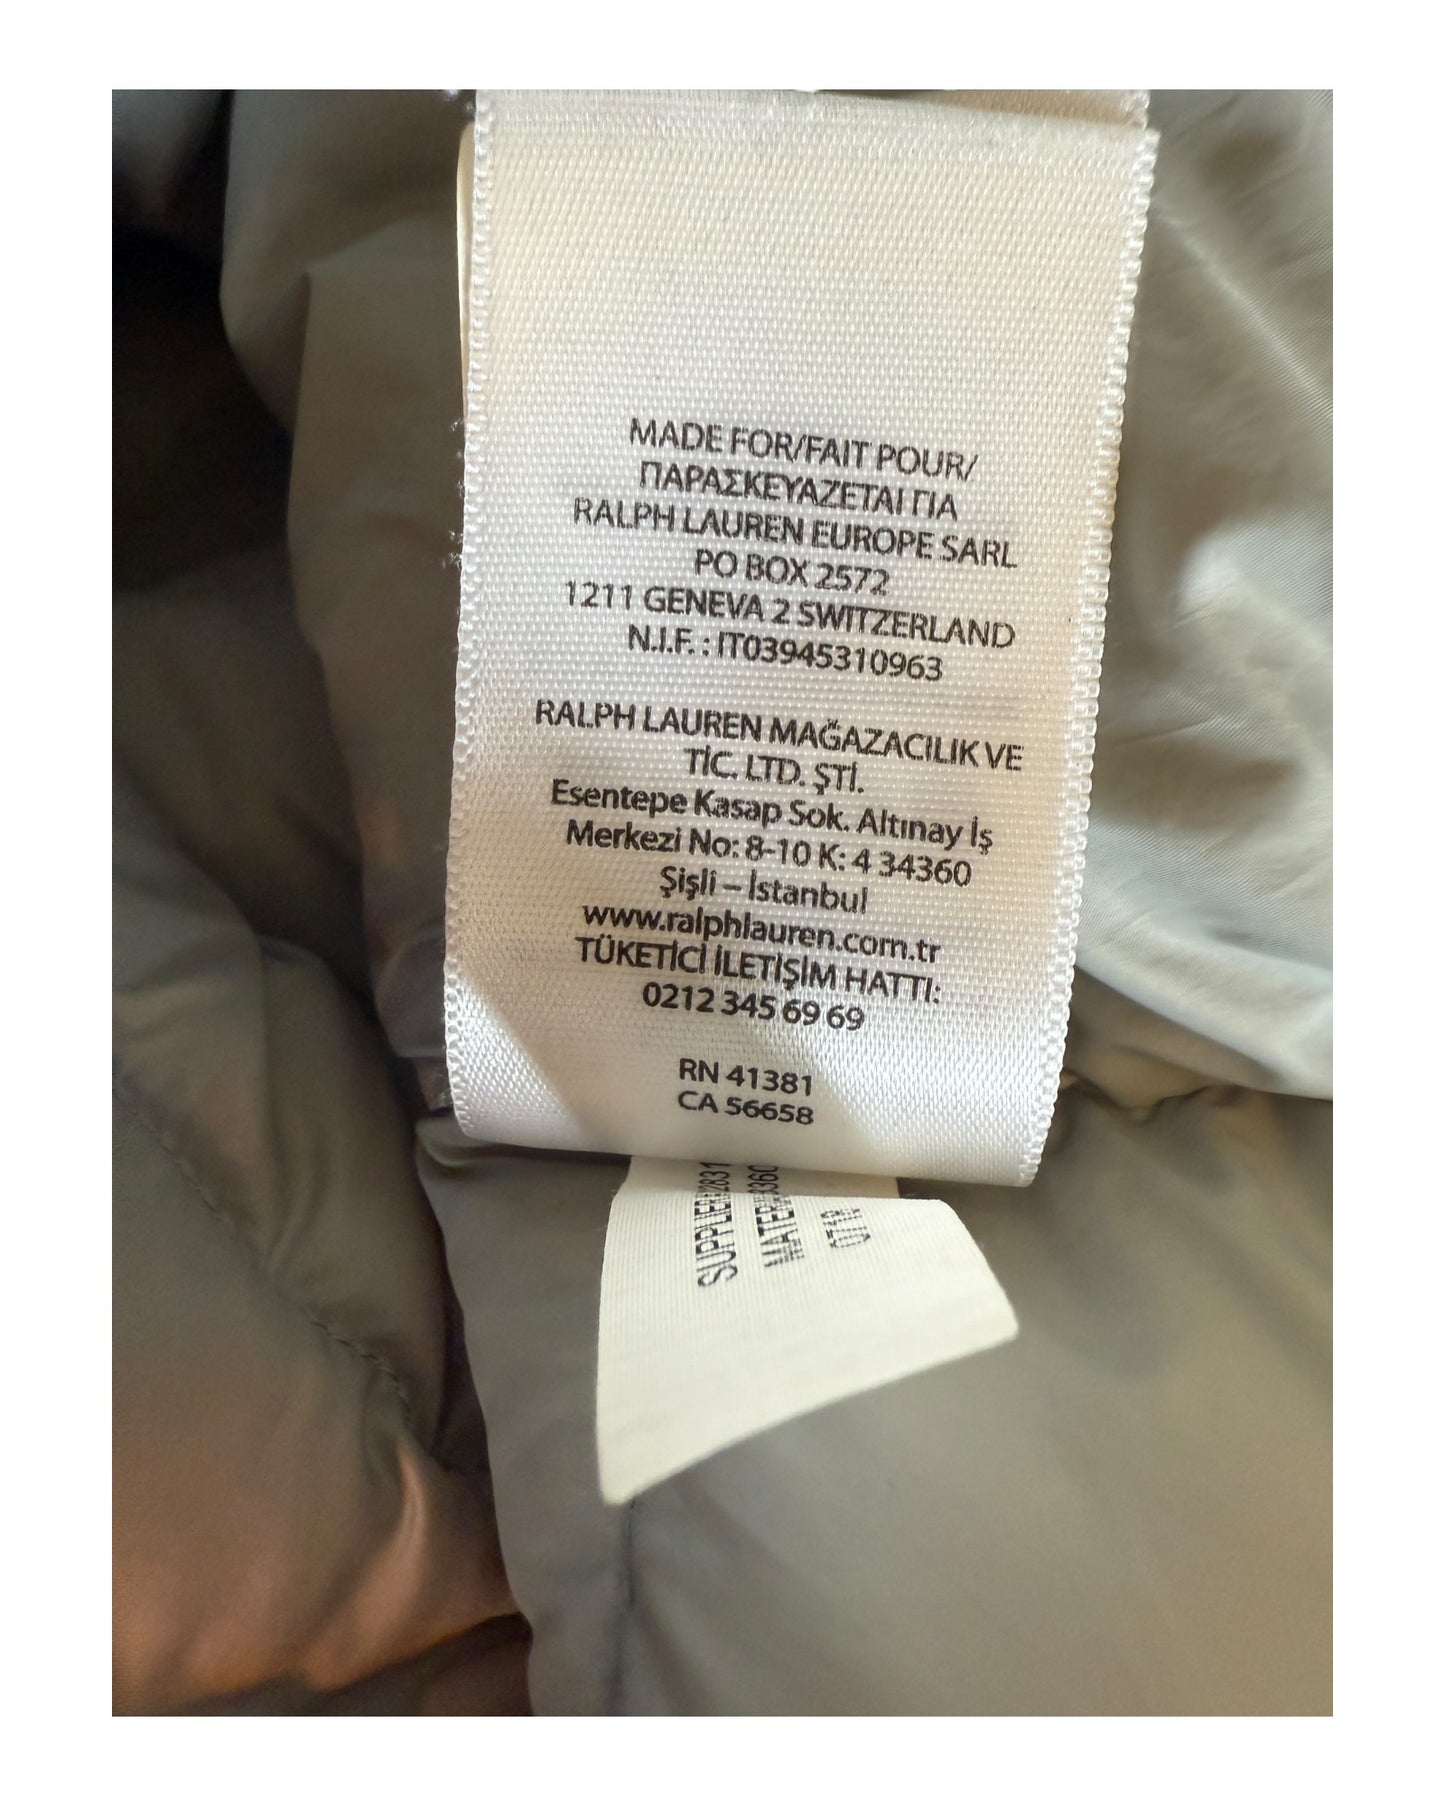 MADE FOR/FAIT POUR/
ΠΑΡΑΣΚΕΥΑΖΕΤΑΙ ΓΙΑ
RALPH LAUREN EUROPE SARL
PO BOX 2572
1211 GENEVA 2 SWITZERLAND
N.I.F. : IT03945310963
RALPH LAUREN MAĞAZACILIK VE
TİC. LTD. ŞTİ.
Esentepe Kasap Sok. Altınay İş
Merkezi No: 8-10 K: 4 34360
Şişli – İstanbul
www.ralphlauren.com.tr
TÜKETİCİ İLETİŞİM HATTI:
0212 345 69 69
RN 41381
CA 56658